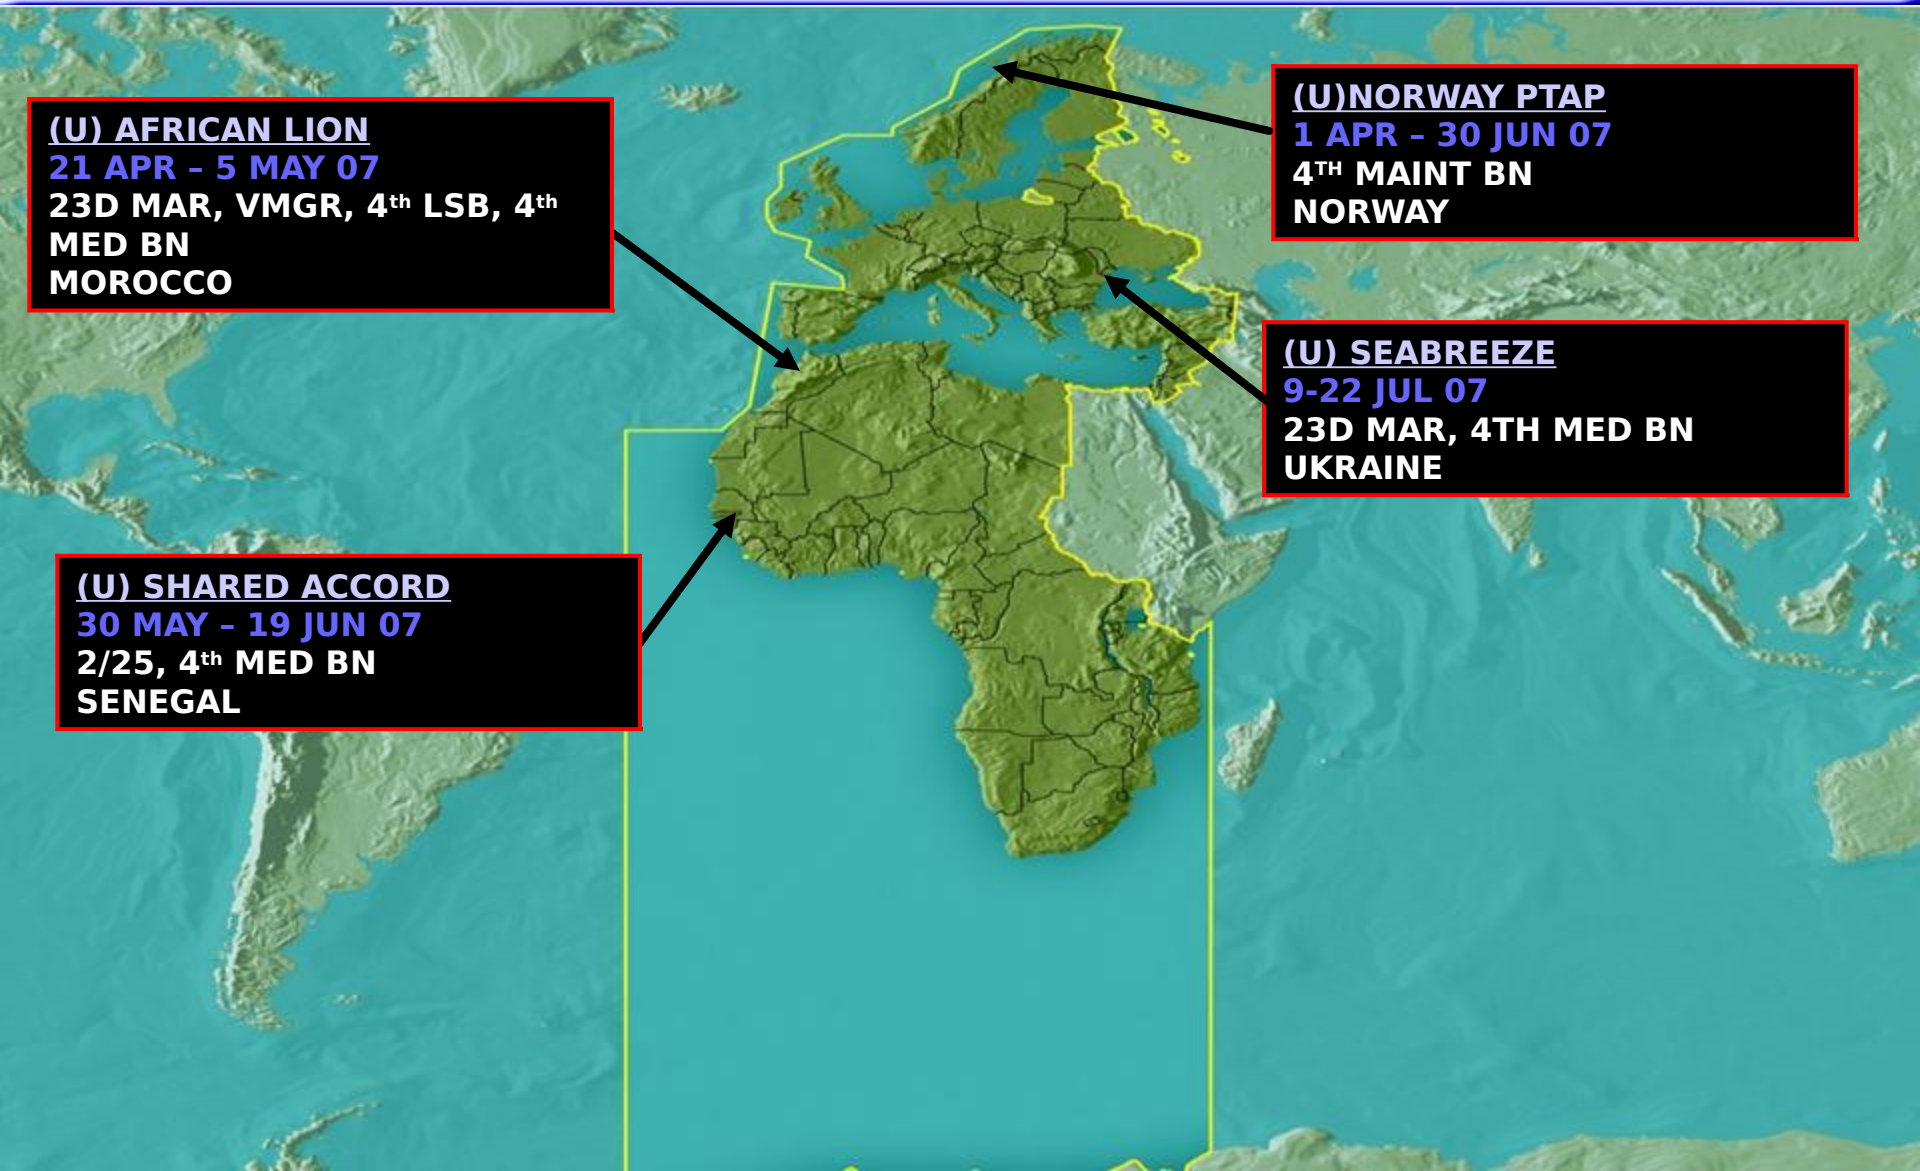 (U) AFRICAN LION
21 APR – 5 MAY 07
23D MAR, VMGR, 4th LSB, 4th
MED BN
MOROCCO
(U)NORWAY PTAP
1 APR – 30 JUN 07
4TH MAINT BN
NORWAY
(U) SEABREEZE
9-22 JUL 07
23D MAR, 4TH MED BN
UKRAINE
(U) SHARED ACCORD
30 MAY – 19 JUN 07
2/25, 4th MED BN
SENEGAL